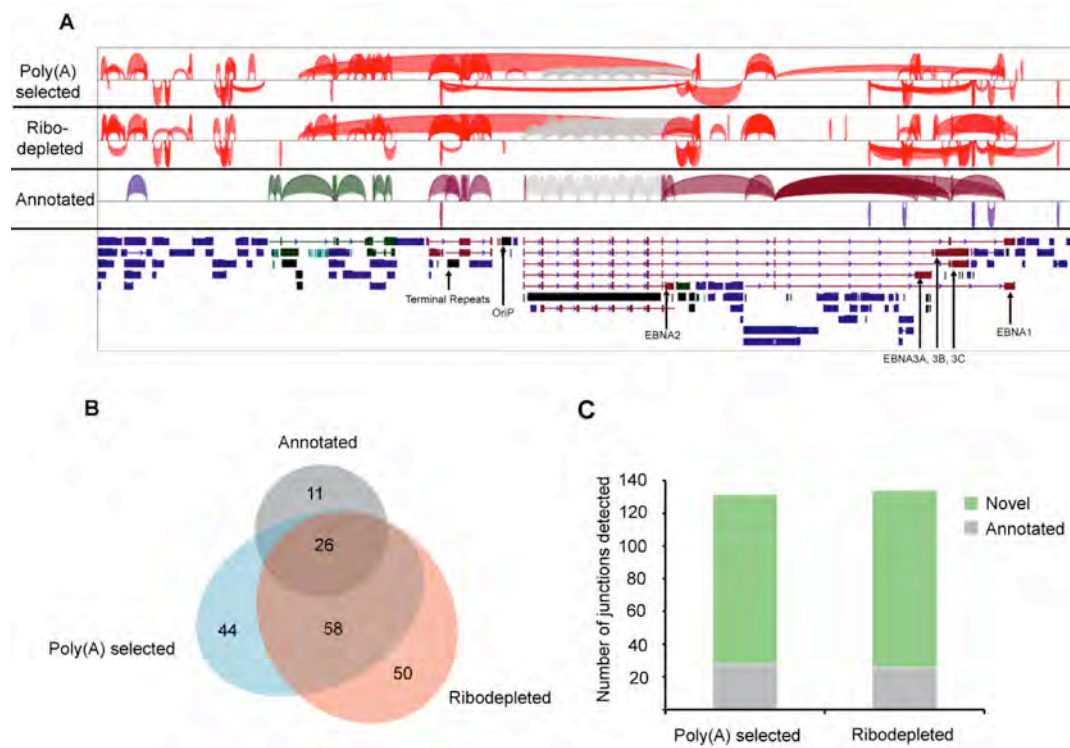 A
Poly(A)
selected
Ribo-
depleted
Annotated
Terminal Repeats
OriP
EBNA2
EBNA1
EBNA3A, 3B, 3C
B
Annotated
11
26
44
58
50
Poly(A) selected
Ribodepleted
C
Number of junctions detected
140
120
100
80
60
40
20
Novel
Annotated
Poly(A) selected
Ribodepleted